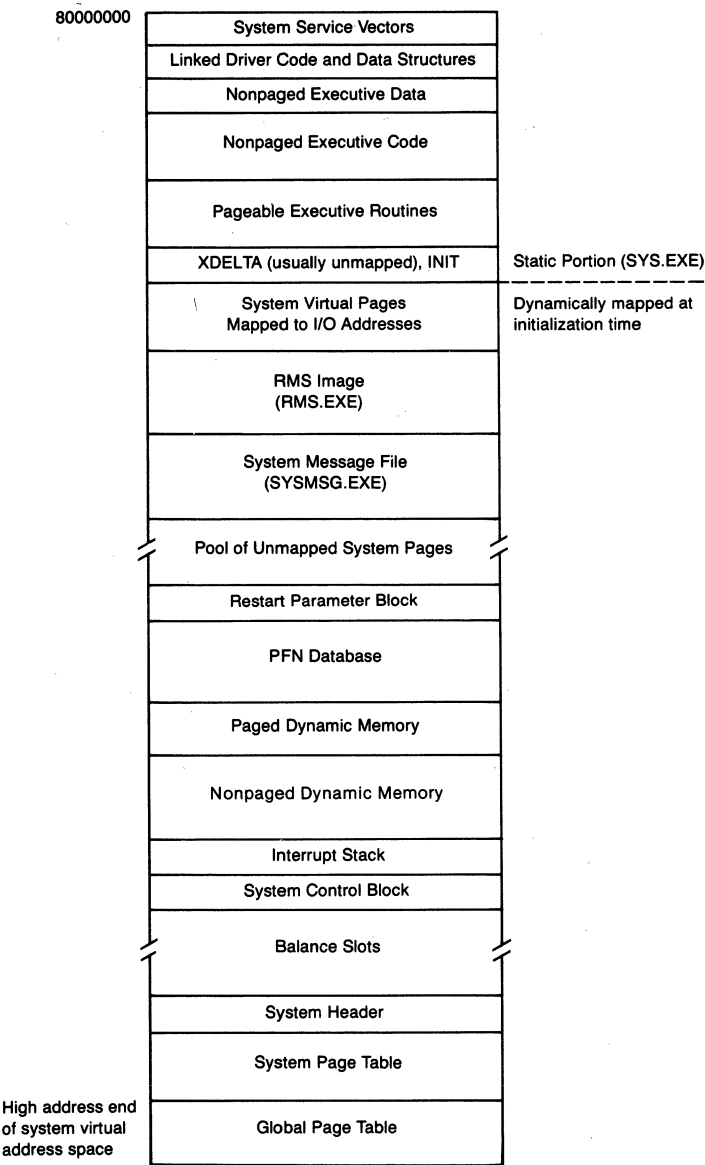 80000000
System Service Vectors
Linked Driver Code and Data Structures
Nonpaged Executive Data
Nonpaged Executive Code
Pageable Executive Routines
XDELTA (usually unmapped), INIT
Static Portion (SYS.EXE)
System Virtual Pages
Mapped to I/O Addresses
Dynamically mapped at
initialization time
RMS Image
(RMS.EXE)
System Message File
(SYSMSG.EXE)
Pool of Unmapped System Pages
Restart Parameter Block
PFN Database
Paged Dynamic Memory
Nonpaged Dynamic Memory
Interrupt Stack
System Control Block
Balance Slots
System Header
System Page Table
High address end
of system virtual
address space
Global Page Table